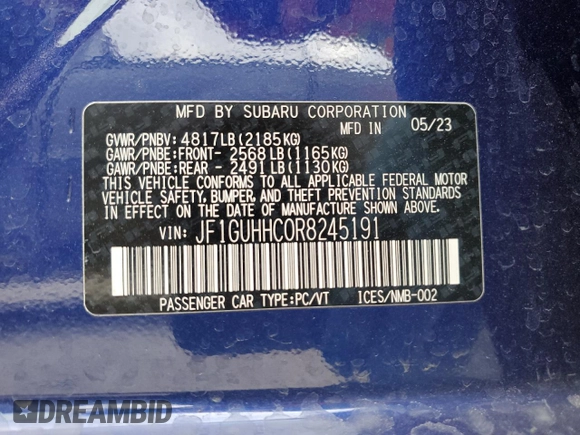 MFD BY SUBARU CORPORATION
MFD IN 05/23
GVWR/PNBV: 4817LB(2185KG)
GAWR/PNBE:FRONT- 2568LB(1165KG)
GAWR/PNBE:REAR - 2491LB(1130KG)
THIS VEHICLE CONFORMS TO ALL APPLICABLE FEDERAL MOTOR
VEHICLE SAFETY, BUMPER, AND THEFT PREVENTION STANDARDS
IN EFFECT ON THE DATE OF MANUFACTURE SHOWN ABOVE.
VIN: JF1GUHHC0R8245191
PASSENGER CAR TYPE:PC/VT ICES/NMB-002
DREAMBID